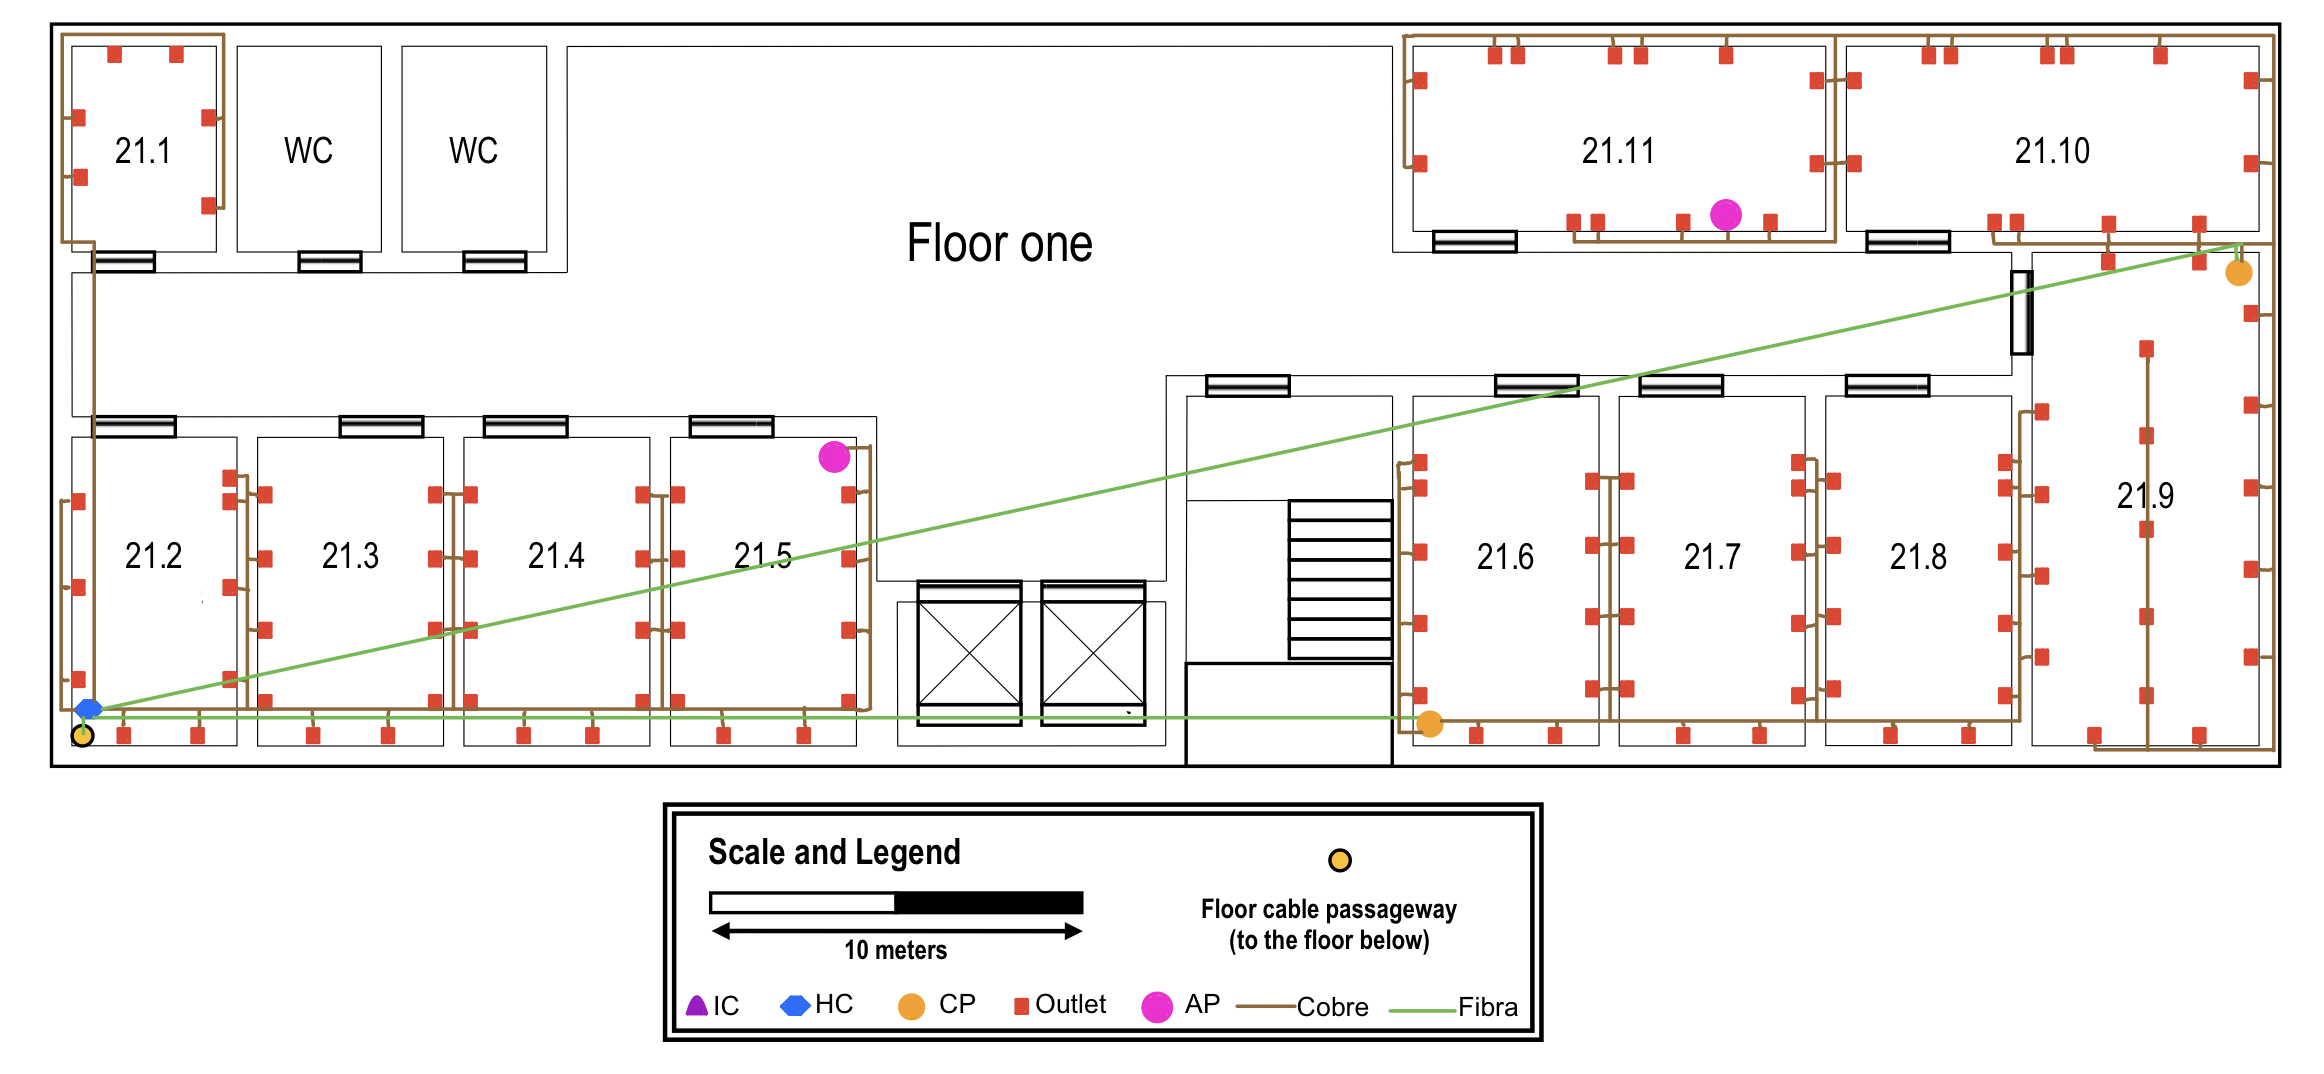 21.1
WC
WC
21.11
21.10
Floor one
21.2
21.3
21.4
21.5
21.6
21.7
21.8
21.9
Scale and Legend
10 meters
Floor cable passageway
(to the floor below)
IC
HC
CP
Outlet
AP
Cobre
Fibra